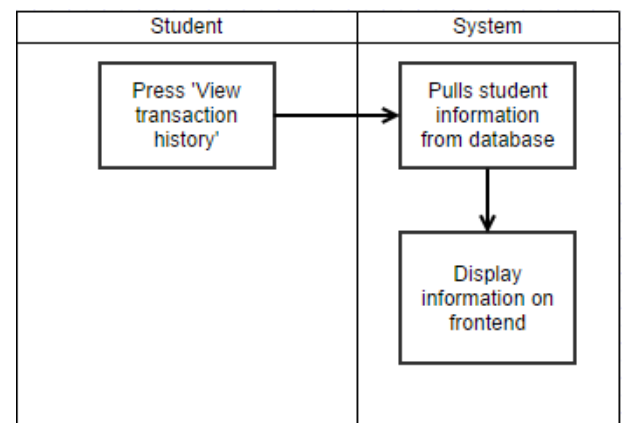 Student
System
Press 'View
transaction
history'
Pulls student
information
from database
Display
information on
frontend